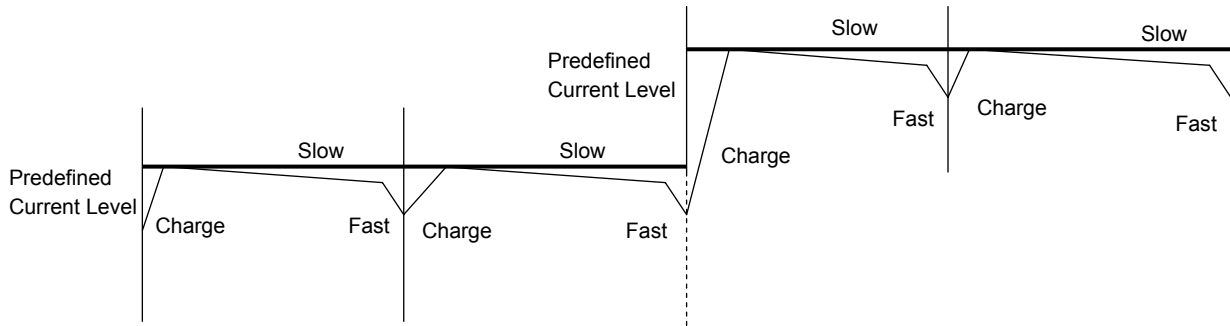 Slow
Slow
Predefined
Current Level
Fast
Charge
Fast
Charge
Slow
Slow
Predefined
Current Level
Charge
Fast
Charge
Fast